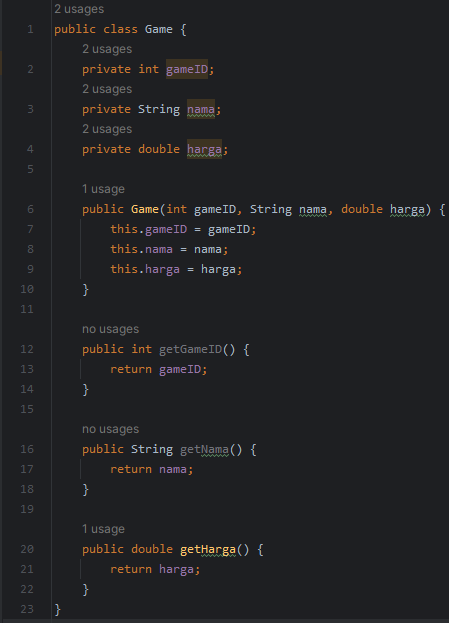 2 usages
1 public class Game {
2 usages
2 private int gameID;
2 usages
3 private String nama;
2 usages
4 private double harga;
5
1 usage
6 public Game(int gameID, String nama, double harga) {
7 this.gameID = gameID;
8 this.nama = nama;
9 this.harga = harga;
10 }
11
no usages
12 public int getGameID() {
13 return gameID;
14 }
15
no usages
16 public String getNama() {
17 return nama;
18 }
19
1 usage
20 public double getHarga() {
21 return harga;
22 }
23 }